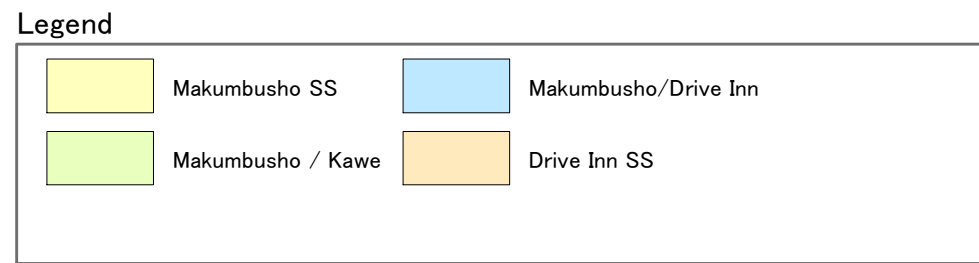 Legend
Makumbusho SS
Makumbusho/Drive Inn
Makumbusho / Kawe
Drive Inn SS